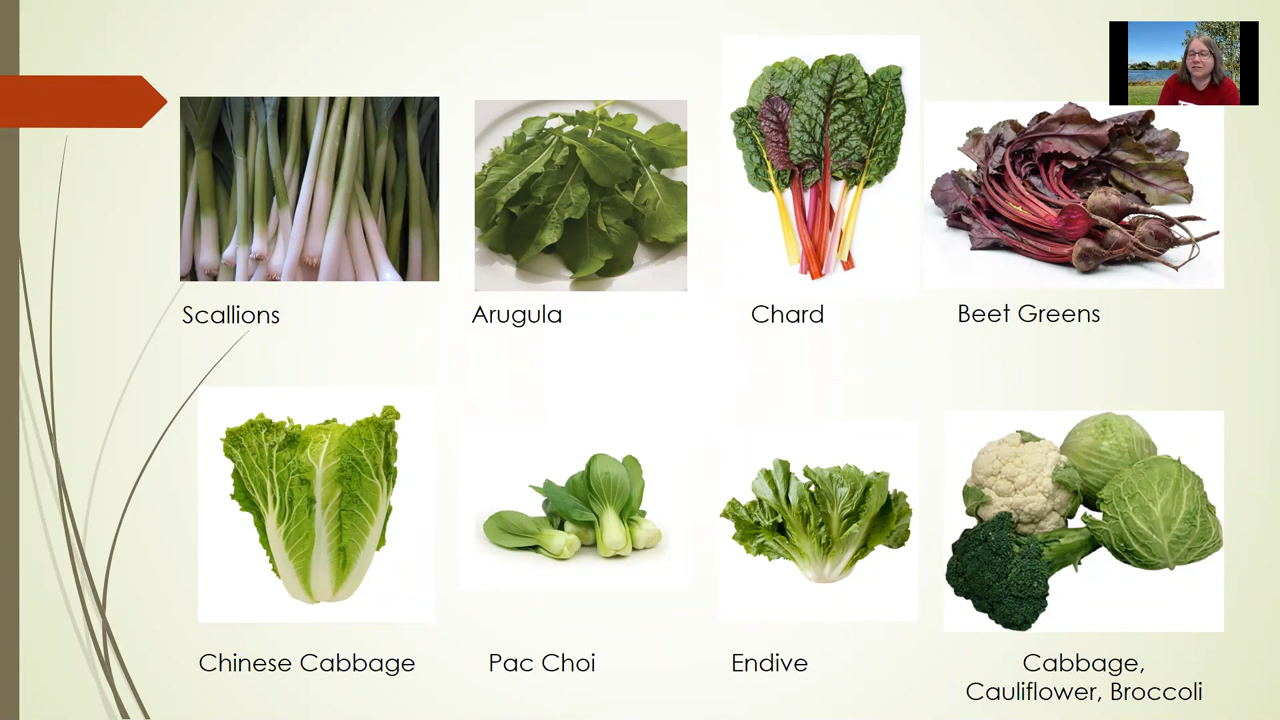 Scallions
Arugula
Chard
Beet Greens
Chinese Cabbage
Pac Choi
Endive
Cabbage,
Cauliflower, Broccoli